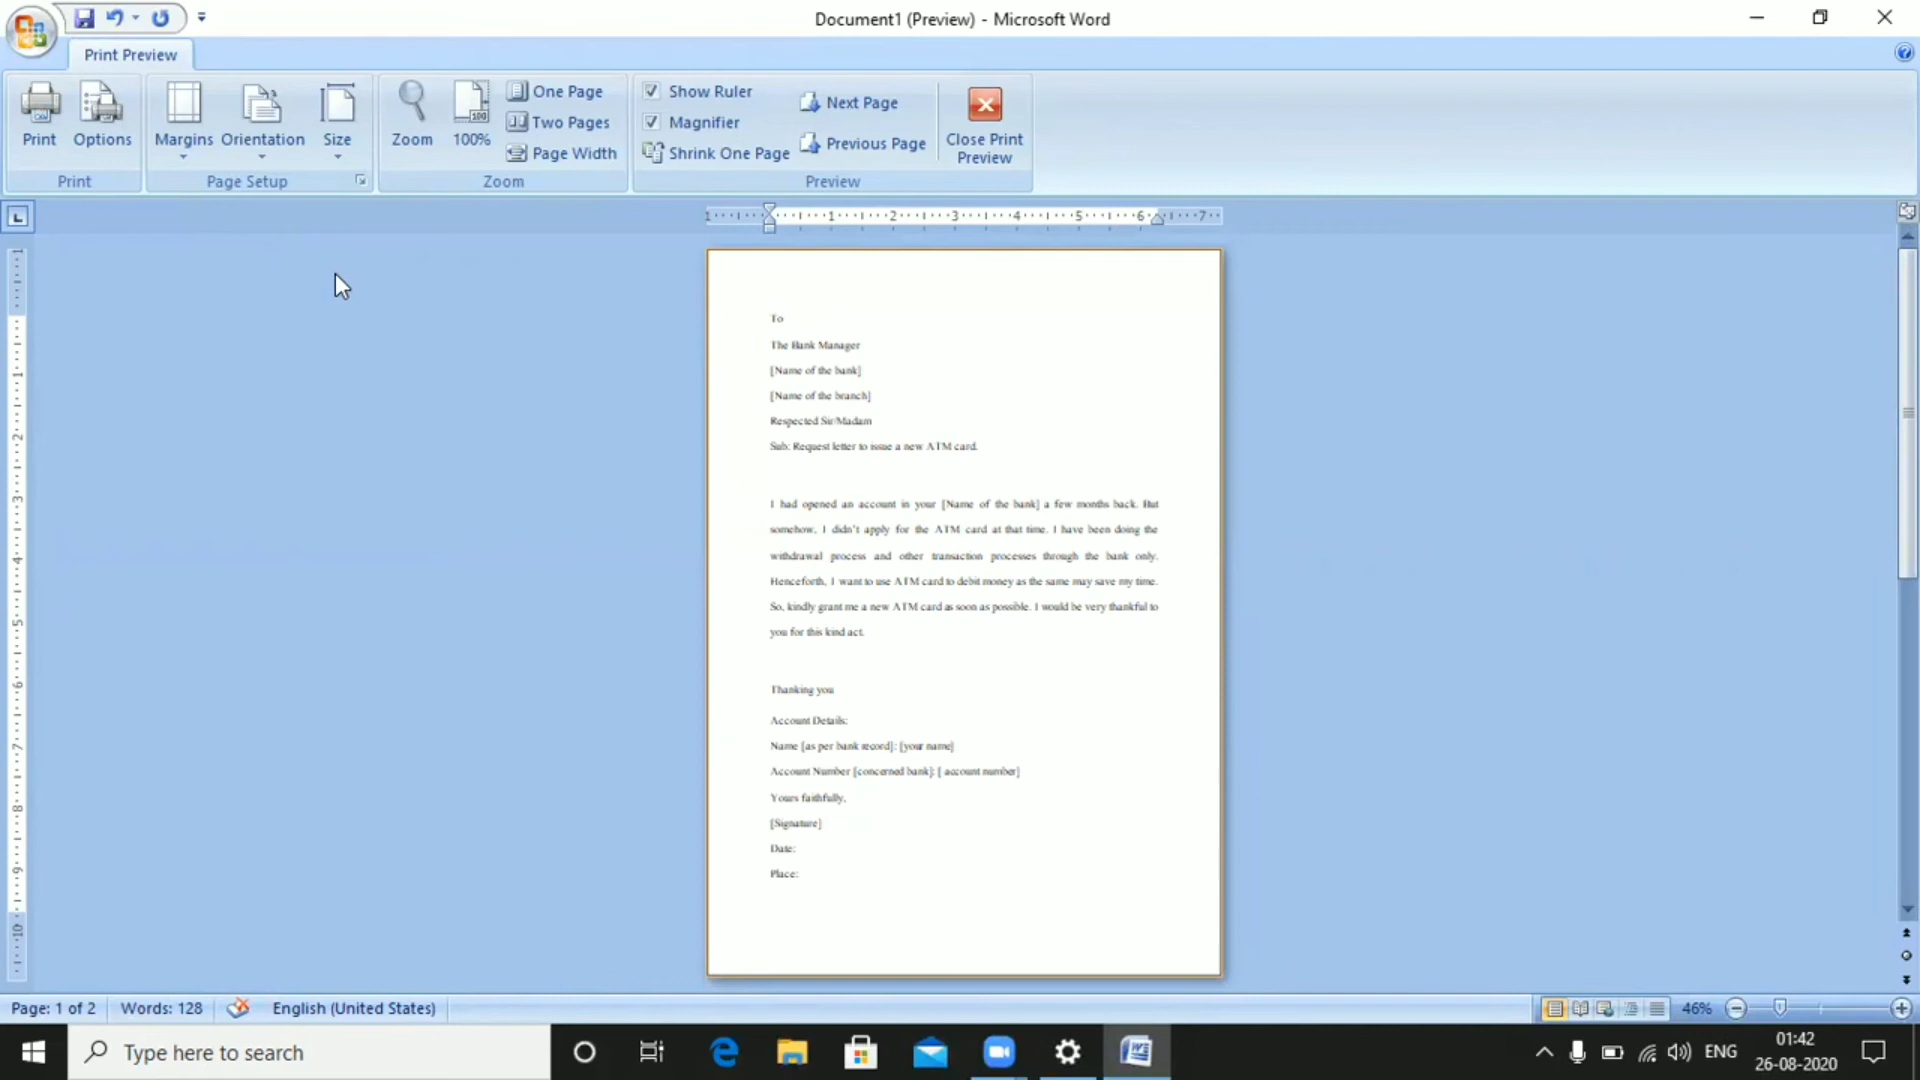 Document1 (Preview) - Microsoft Word
Print Preview
Print
Options
Margins
Orientation
Size
Zoom
100%
One Page
Two Pages
Page Width
Show Ruler
Magnifier
Shrink One Page
Next Page
Previous Page
Close Print
Preview
Print
Page Setup
Zoom
Preview
To
The Bank Manager
[Name of the bank]
[Name of the branch]
Respected Sir/Madam
Sub: Request letter to issue a new ATM card.
I had opened an account in your [Name of the bank] a few months back. But
somehow, I didn't apply for the ATM card at that time. I have been doing the
withdrawal process and other transaction processes through the bank only.
Henceforth, I want to use ATM card to debit money as the same may save my time.
So, kindly grant me a new ATM card as soon as possible. I would be very thankful to
you for this kind act.
Thanking you
Account Details:
Name [as per bank record]: [your name]
Account Number [concerned bank]: [ account number]
Yours faithfully,
[Signature]
Date:
Place:
Page: 1 of 2
Words: 128
English (United States)
46%
Type here to search
ENG
01:42
26-08-2020